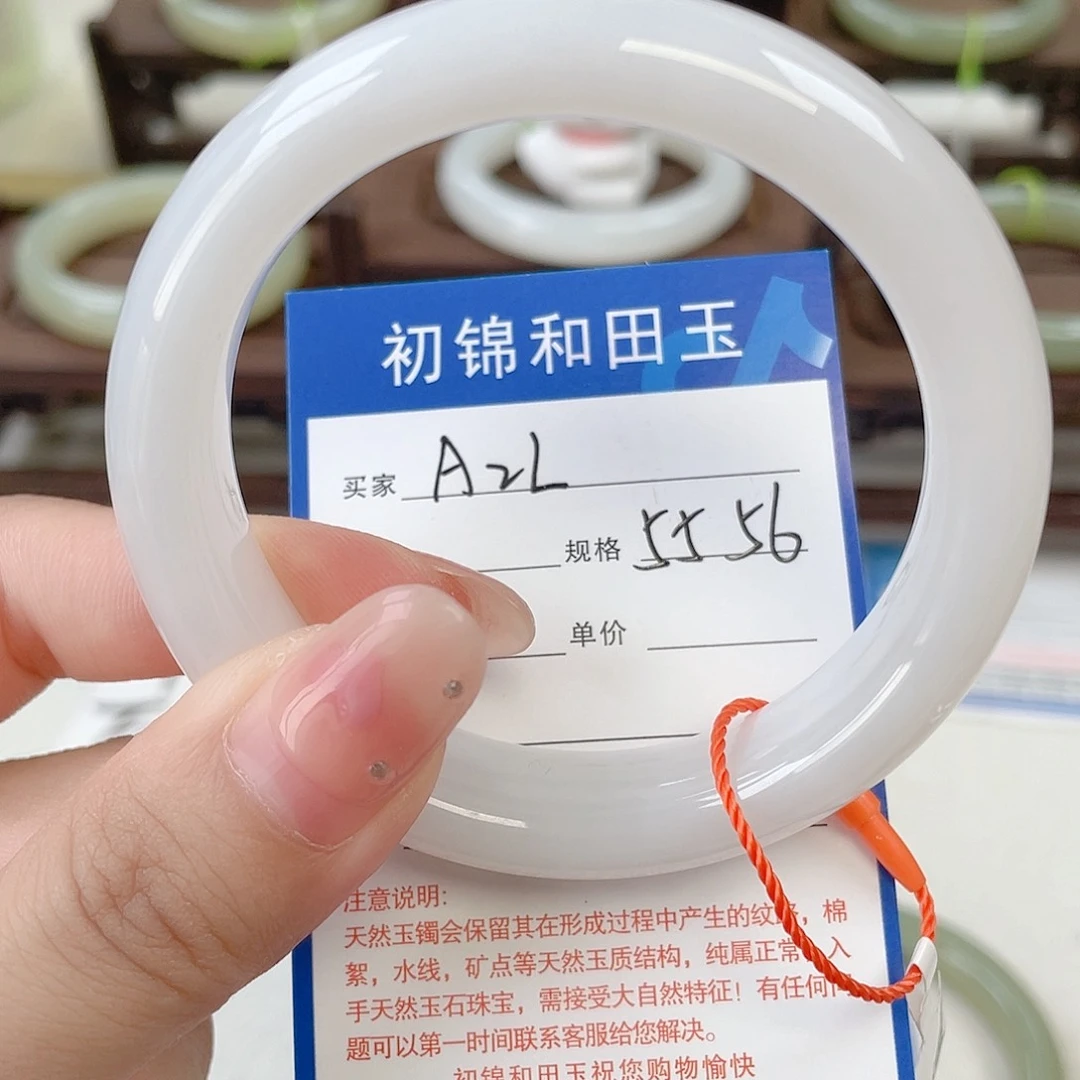 初锦和田玉
买家 A2L
规格 55 56
单价
注意说明:
天然玉镯会保留其在形成过程中产生的纹路，棉
絮，水线，矿点等天然玉质结构，纯属正常，入
手天然玉石珠宝，需接受大自然特征！有任何问
题可以第一时间联系客服给您解决。
初锦和田玉祝您购物愉快